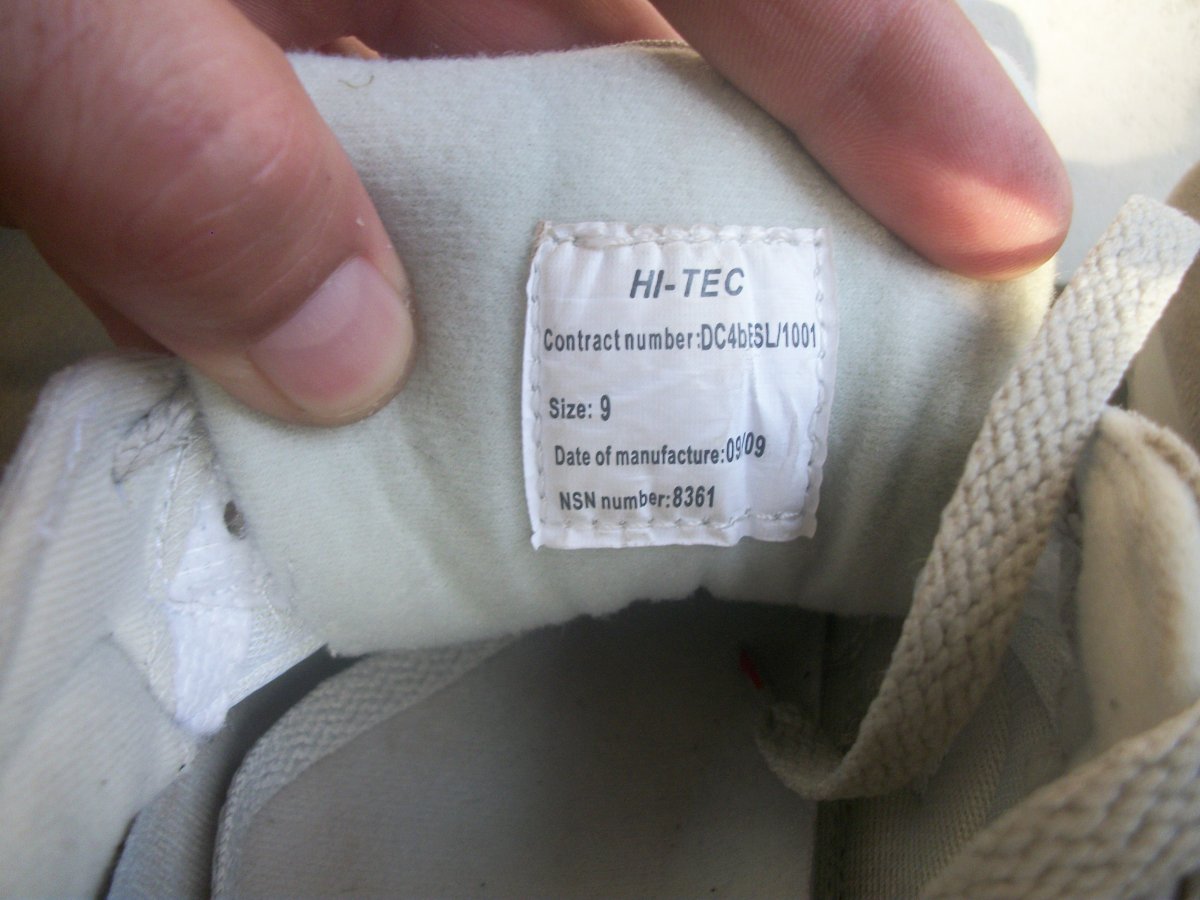 HI-TEC
Contract number:DC4bESL/1001
Size: 9
Date of manufacture:09/09
NSN number:8361